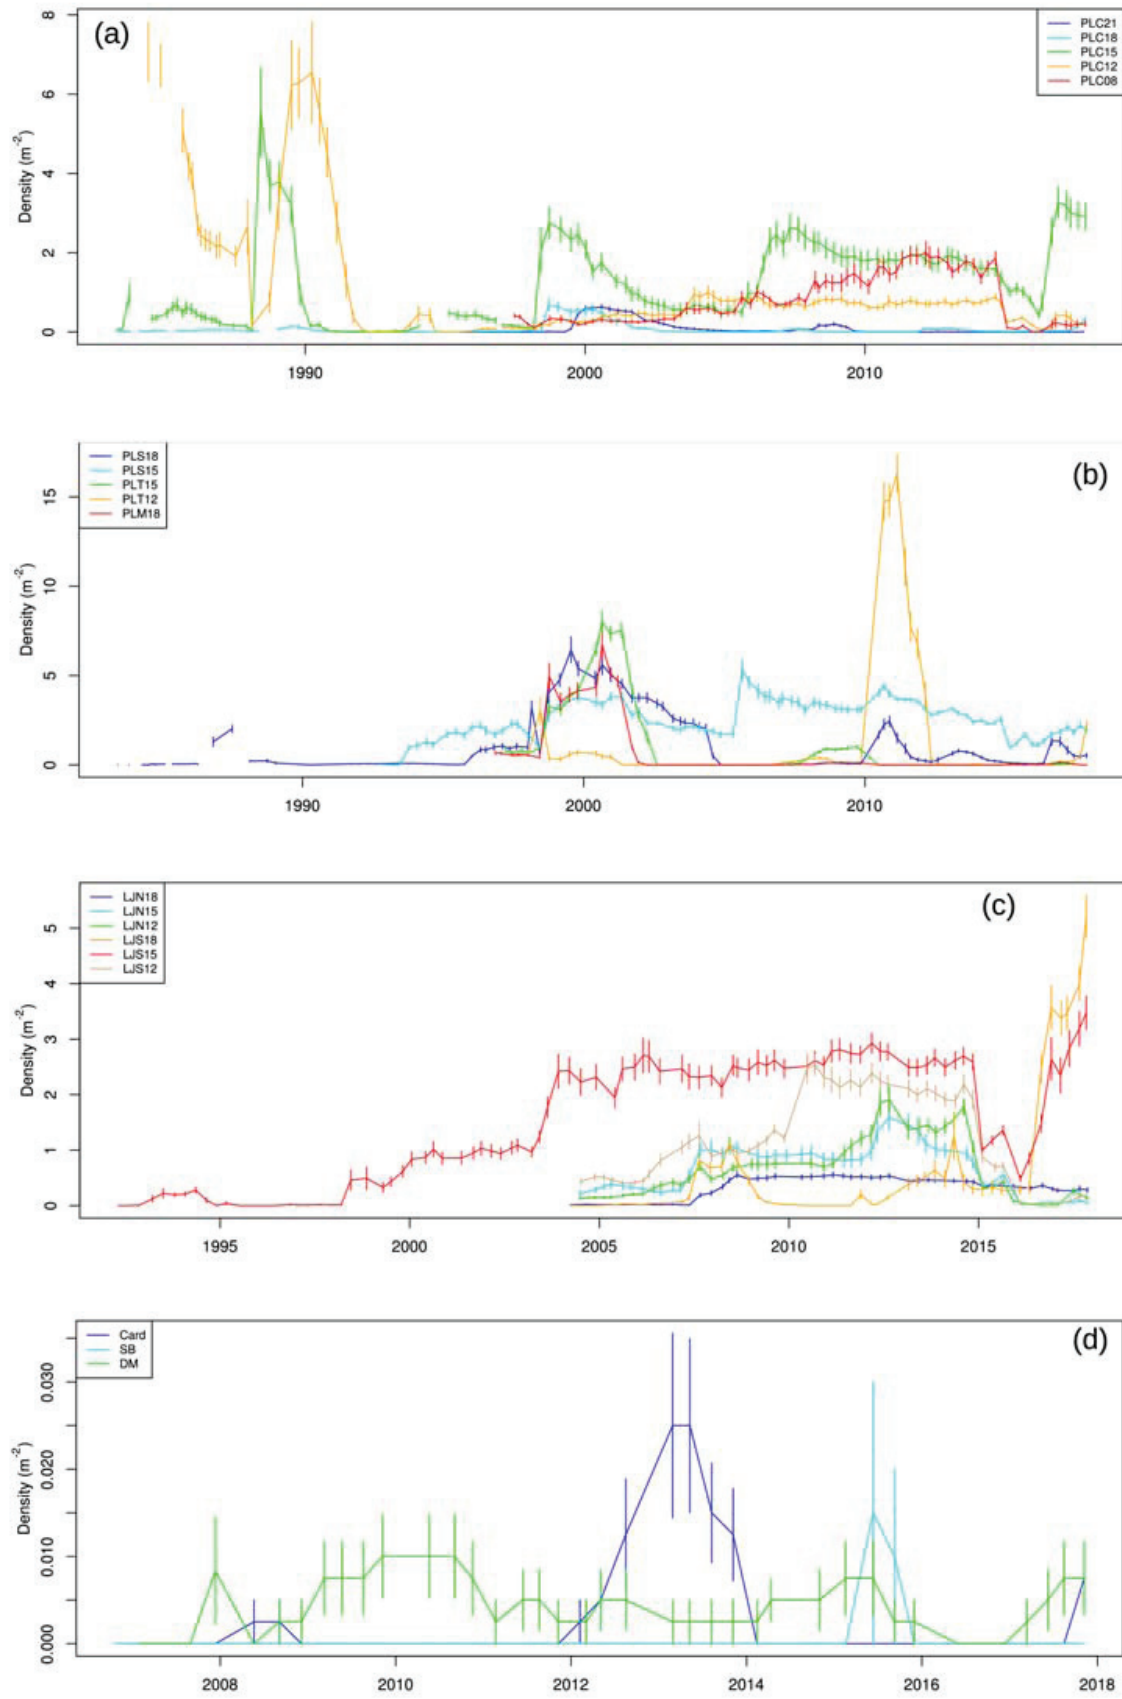 (a)
PLC21
PLC18
PLC15
PLC12
PLC08
Density (m-2)
0 2 4 6 8
1990 2000 2010
(b)
PLS18
PLS15
PLT15
PLT12
PLM18
Density (m-2)
0 5 10 15
1990 2000 2010
(c)
LJN18
LJN15
LJN12
LJS18
LJS15
LJS12
Density (m-2)
0 1 2 3 4 5
1995 2000 2005 2010 2015
(d)
Card
SB
DM
Density (m-2)
0.000 0.010 0.020 0.030
2008 2010 2012 2014 2016 2018